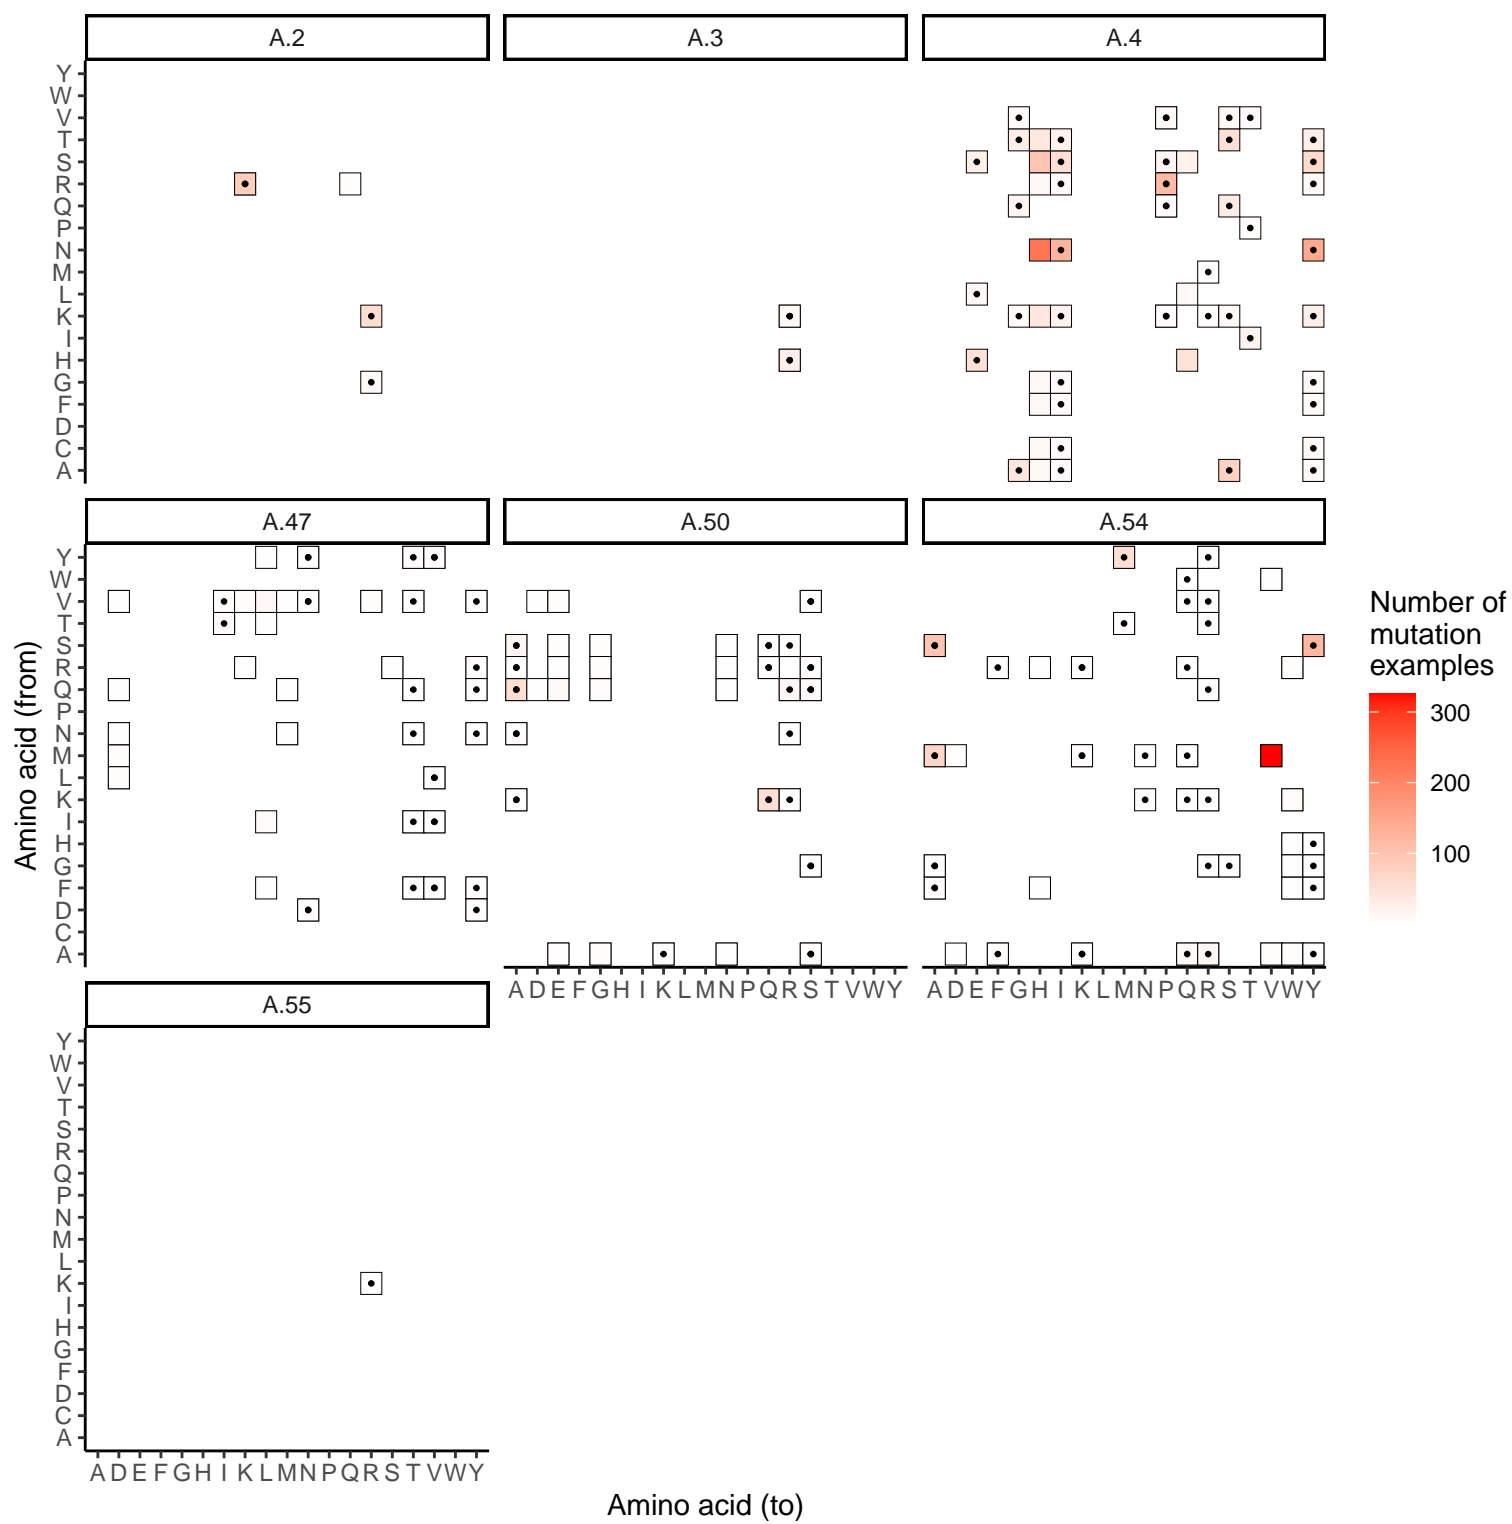 A.2 A.3 A.4
Y
W
V
T
S
R
Q
P
N
M
L
K
I
H
G
F
D
C
A
A.47 A.50 A.54
Y
W
V
T
S
R
Q
P
N
M
L
K
I
H
G
F
D
C
A
A D E F G H I K L M N P Q R S T V W Y A D E F G H I K L M N P Q R S T V W Y
A.55
Y
W
V
T
S
R
Q
P
N
M
L
K
I
H
G
F
D
C
A
A D E F G H I K L M N P Q R S T V W Y
Amino acid (to)
Amino acid (from)
Number of
mutation
examples
300
200
100